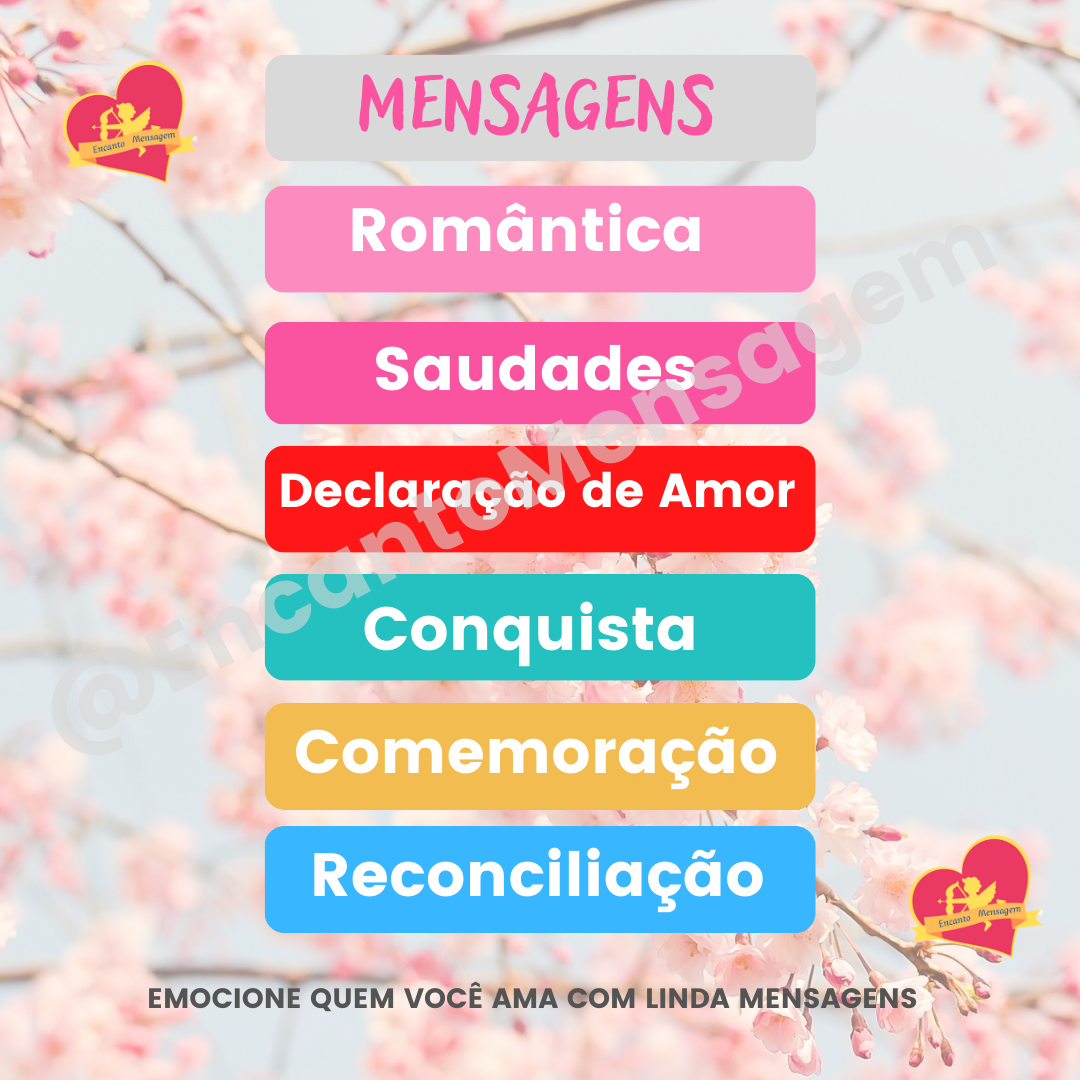 MENSAGENS
Encanto Mensagem
Romântica
Saudades
Declaração de Amor
@EncantoMensagem
Conquista
Comemoração
Reconciliação
Encanto Mensagem
EMOCIONE QUEM VOCÊ AMA COM LINDA MENSAGENS